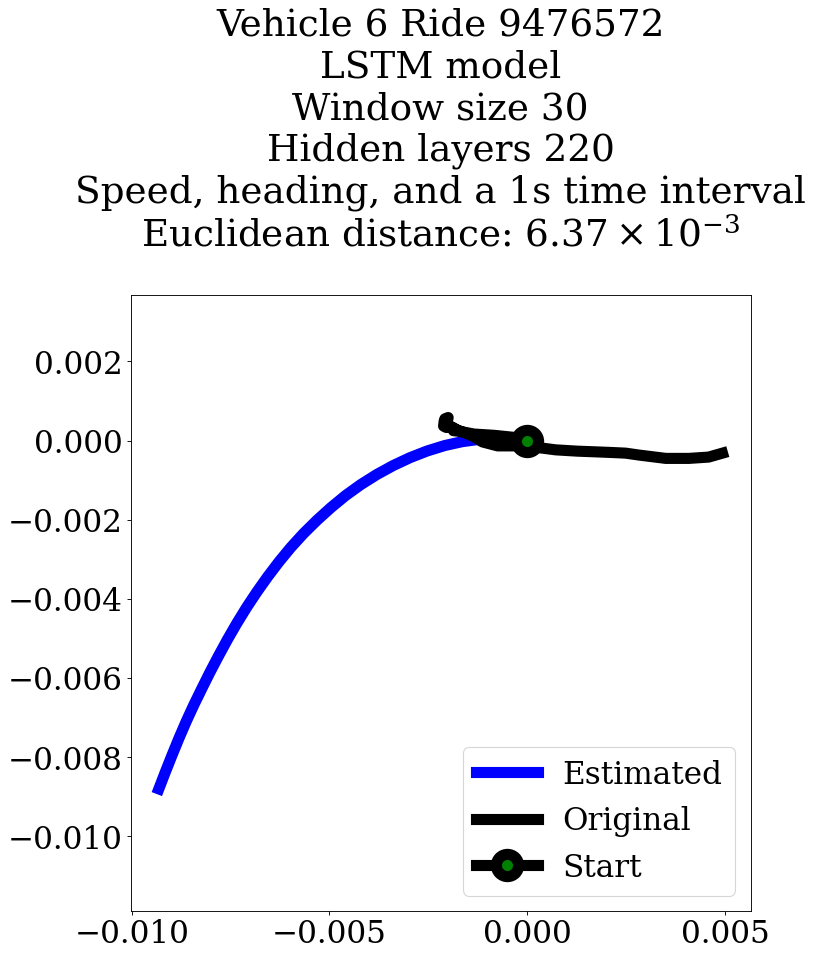 Vehicle 6 Ride 9476572
LSTM model
Window size 30
Hidden layers 220
Speed, heading, and a 1s time interval
Euclidean distance: 6.37 × 10⁻³
0.002
0.000
−0.002
−0.004
−0.006
−0.008
−0.010
−0.010 −0.005 0.000 0.005
Estimated
Original
Start